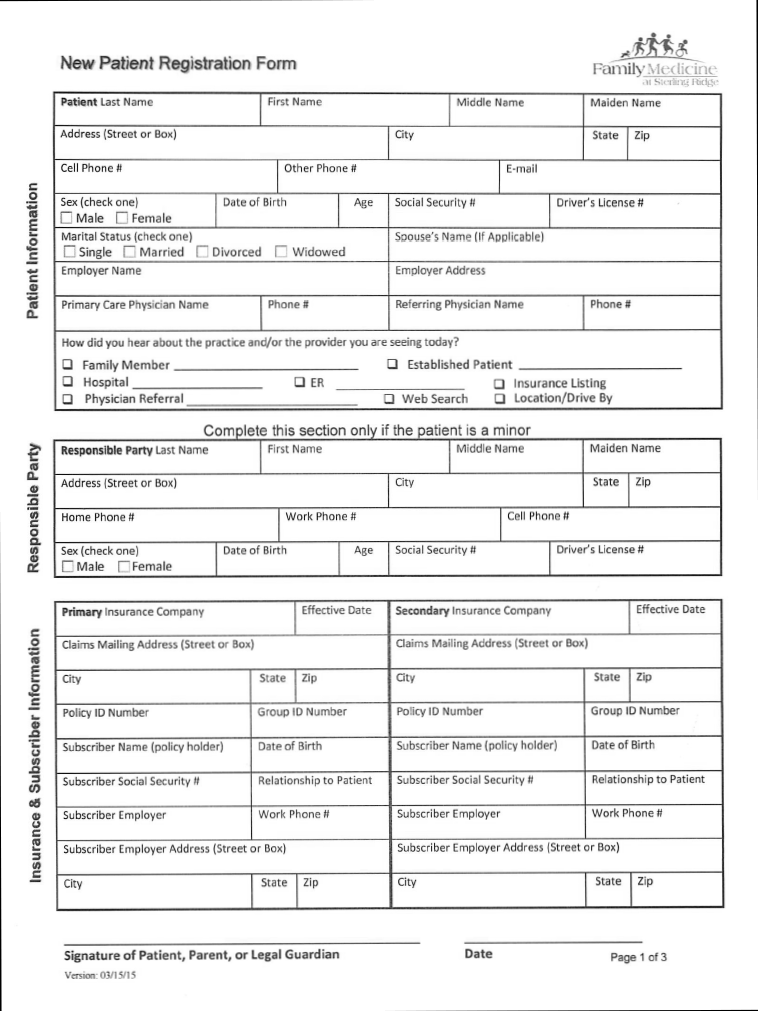 New Patient Registration Form
Family Medicine
at Sterling Ridge
Patient Information
Patient Last Name First Name Middle Name Maiden Name
Address (Street or Box) City State Zip
Cell Phone # Other Phone # E-mail
Sex (check one) Date of Birth Age Social Security # Driver's License #
☐ Male ☐ Female
Marital Status (check one) Spouse's Name (If Applicable)
☐ Single ☐ Married ☐ Divorced ☐ Widowed
Employer Name Employer Address
Primary Care Physician Name Phone # Referring Physician Name Phone #
How did you hear about the practice and/or the provider you are seeing today?
☐ Family Member ____ ☐ Established Patient ____
☐ Hospital ____ ☐ ER ____ ☐ Insurance Listing
☐ Physician Referral ____ ☐ Web Search ☐ Location/Drive By
Complete this section only if the patient is a minor
Responsible Party
Responsible Party Last Name First Name Middle Name Maiden Name
Address (Street or Box) City State Zip
Home Phone # Work Phone # Cell Phone #
Sex (check one) Date of Birth Age Social Security # Driver's License #
☐ Male ☐ Female
Insurance & Subscriber Information
Primary Insurance Company Effective Date Secondary Insurance Company Effective Date
Claims Mailing Address (Street or Box) Claims Mailing Address (Street or Box)
City State Zip City State Zip
Policy ID Number Group ID Number Policy ID Number Group ID Number
Subscriber Name (policy holder) Date of Birth Subscriber Name (policy holder) Date of Birth
Subscriber Social Security # Relationship to Patient Subscriber Social Security # Relationship to Patient
Subscriber Employer Work Phone # Subscriber Employer Work Phone #
Subscriber Employer Address (Street or Box) Subscriber Employer Address (Street or Box)
City State Zip City State Zip
Signature of Patient, Parent, or Legal Guardian Date Page 1 of 3
Version: 03/15/15